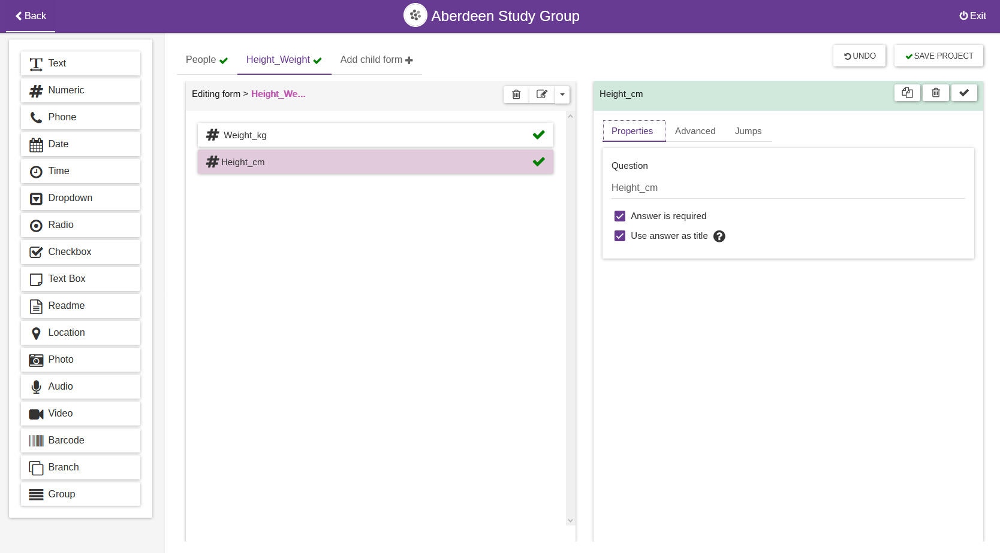 Back
Aberdeen Study Group
Exit
Text
Numeric
Phone
Date
Time
Dropdown
Radio
Checkbox
Text Box
Readme
Location
Photo
Audio
Video
Barcode
Branch
Group
People
Height_Weight
Add child form
UNDO
SAVE PROJECT
Editing form > Height_We...
Weight_kg
Height_cm
Height_cm
Properties
Advanced
Jumps
Question
Height_cm
Answer is required
Use answer as title